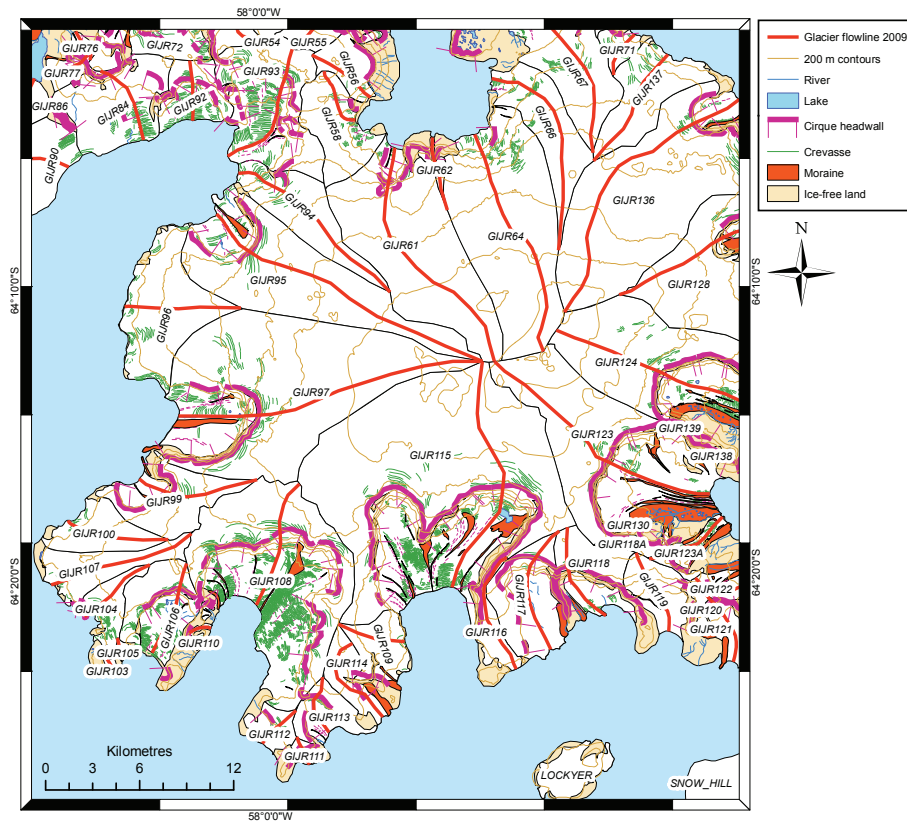 58°0'0"W
GIJR76
GIJR72
GIJR54
GIJR55
GIJR71
GIJR77
GIJR93
GIJR56
GIJR67
GIJR137
GIJR86
GIJR84
GIJR92
GIJR58
GIJR66
GIJR90
GIJR62
GIJR94
GIJR136
GIJR61
GIJR64
GIJR95
GIJR128
64°10'0"S
64°10'0"S
GIJR96
GIJR124
GIJR97
GIJR123
GIJR139
GIJR115
GIJR138
GIJR99
GIJR130
GIJR100
GIJR118A
GIJR123A
GIJR107
GIJR108
GIJR118
64°20'0"S
64°20'0"S
GIJR122
GIJR104
GIJR106
GIJR117
GIJR119
GIJR120
GIJR110
GIJR116
GIJR121
GIJR105
GIJR109
GIJR103
GIJR114
GIJR113
GIJR112
GIJR111
Kilometres
0 3 6 12
LOCKYER
SNOW_HILL
58°0'0"W
Glacier flowline 2009
200 m contours
River
Lake
Cirque headwall
Crevasse
Moraine
Ice-free land
N